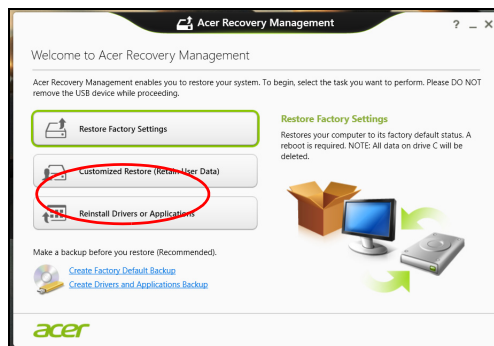 Acer Recovery Management
? _ X
Welcome to Acer Recovery Management
Acer Recovery Management enables you to restore your system. To begin, select the task you want to perform. Please DO NOT
remove the USB device while proceeding.
Restore Factory Settings
Customized Restore (Retain User Data)
Reinstall Drivers or Applications
Restore Factory Settings
Restores your computer to its factory default status. A
reboot is required. NOTE: All data on drive C will be
deleted.
Make a backup before you restore (Recommended).
Create Factory Default Backup
Create Drivers and Applications Backup
acer